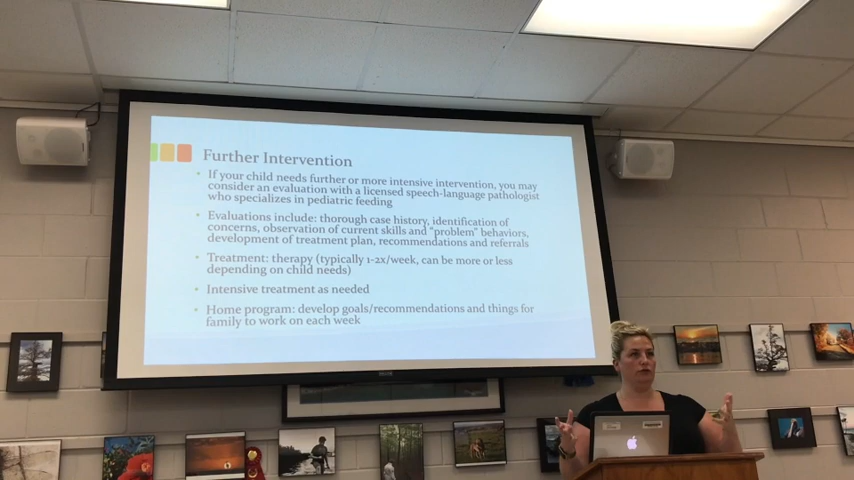 Further Intervention
• If your child needs further or more intensive intervention, you may
consider an evaluation with a licensed speech-language pathologist
who specializes in pediatric feeding
• Evaluations include: thorough case history, identification of
concerns, observation of current skills and "problem" behaviors,
development of treatment plan, recommendations and referrals
• Treatment: therapy (typically 1-2x/week, can be more or less
depending on child needs)
• Intensive treatment as needed
• Home program: develop goals/recommendations and things for
family to work on each week